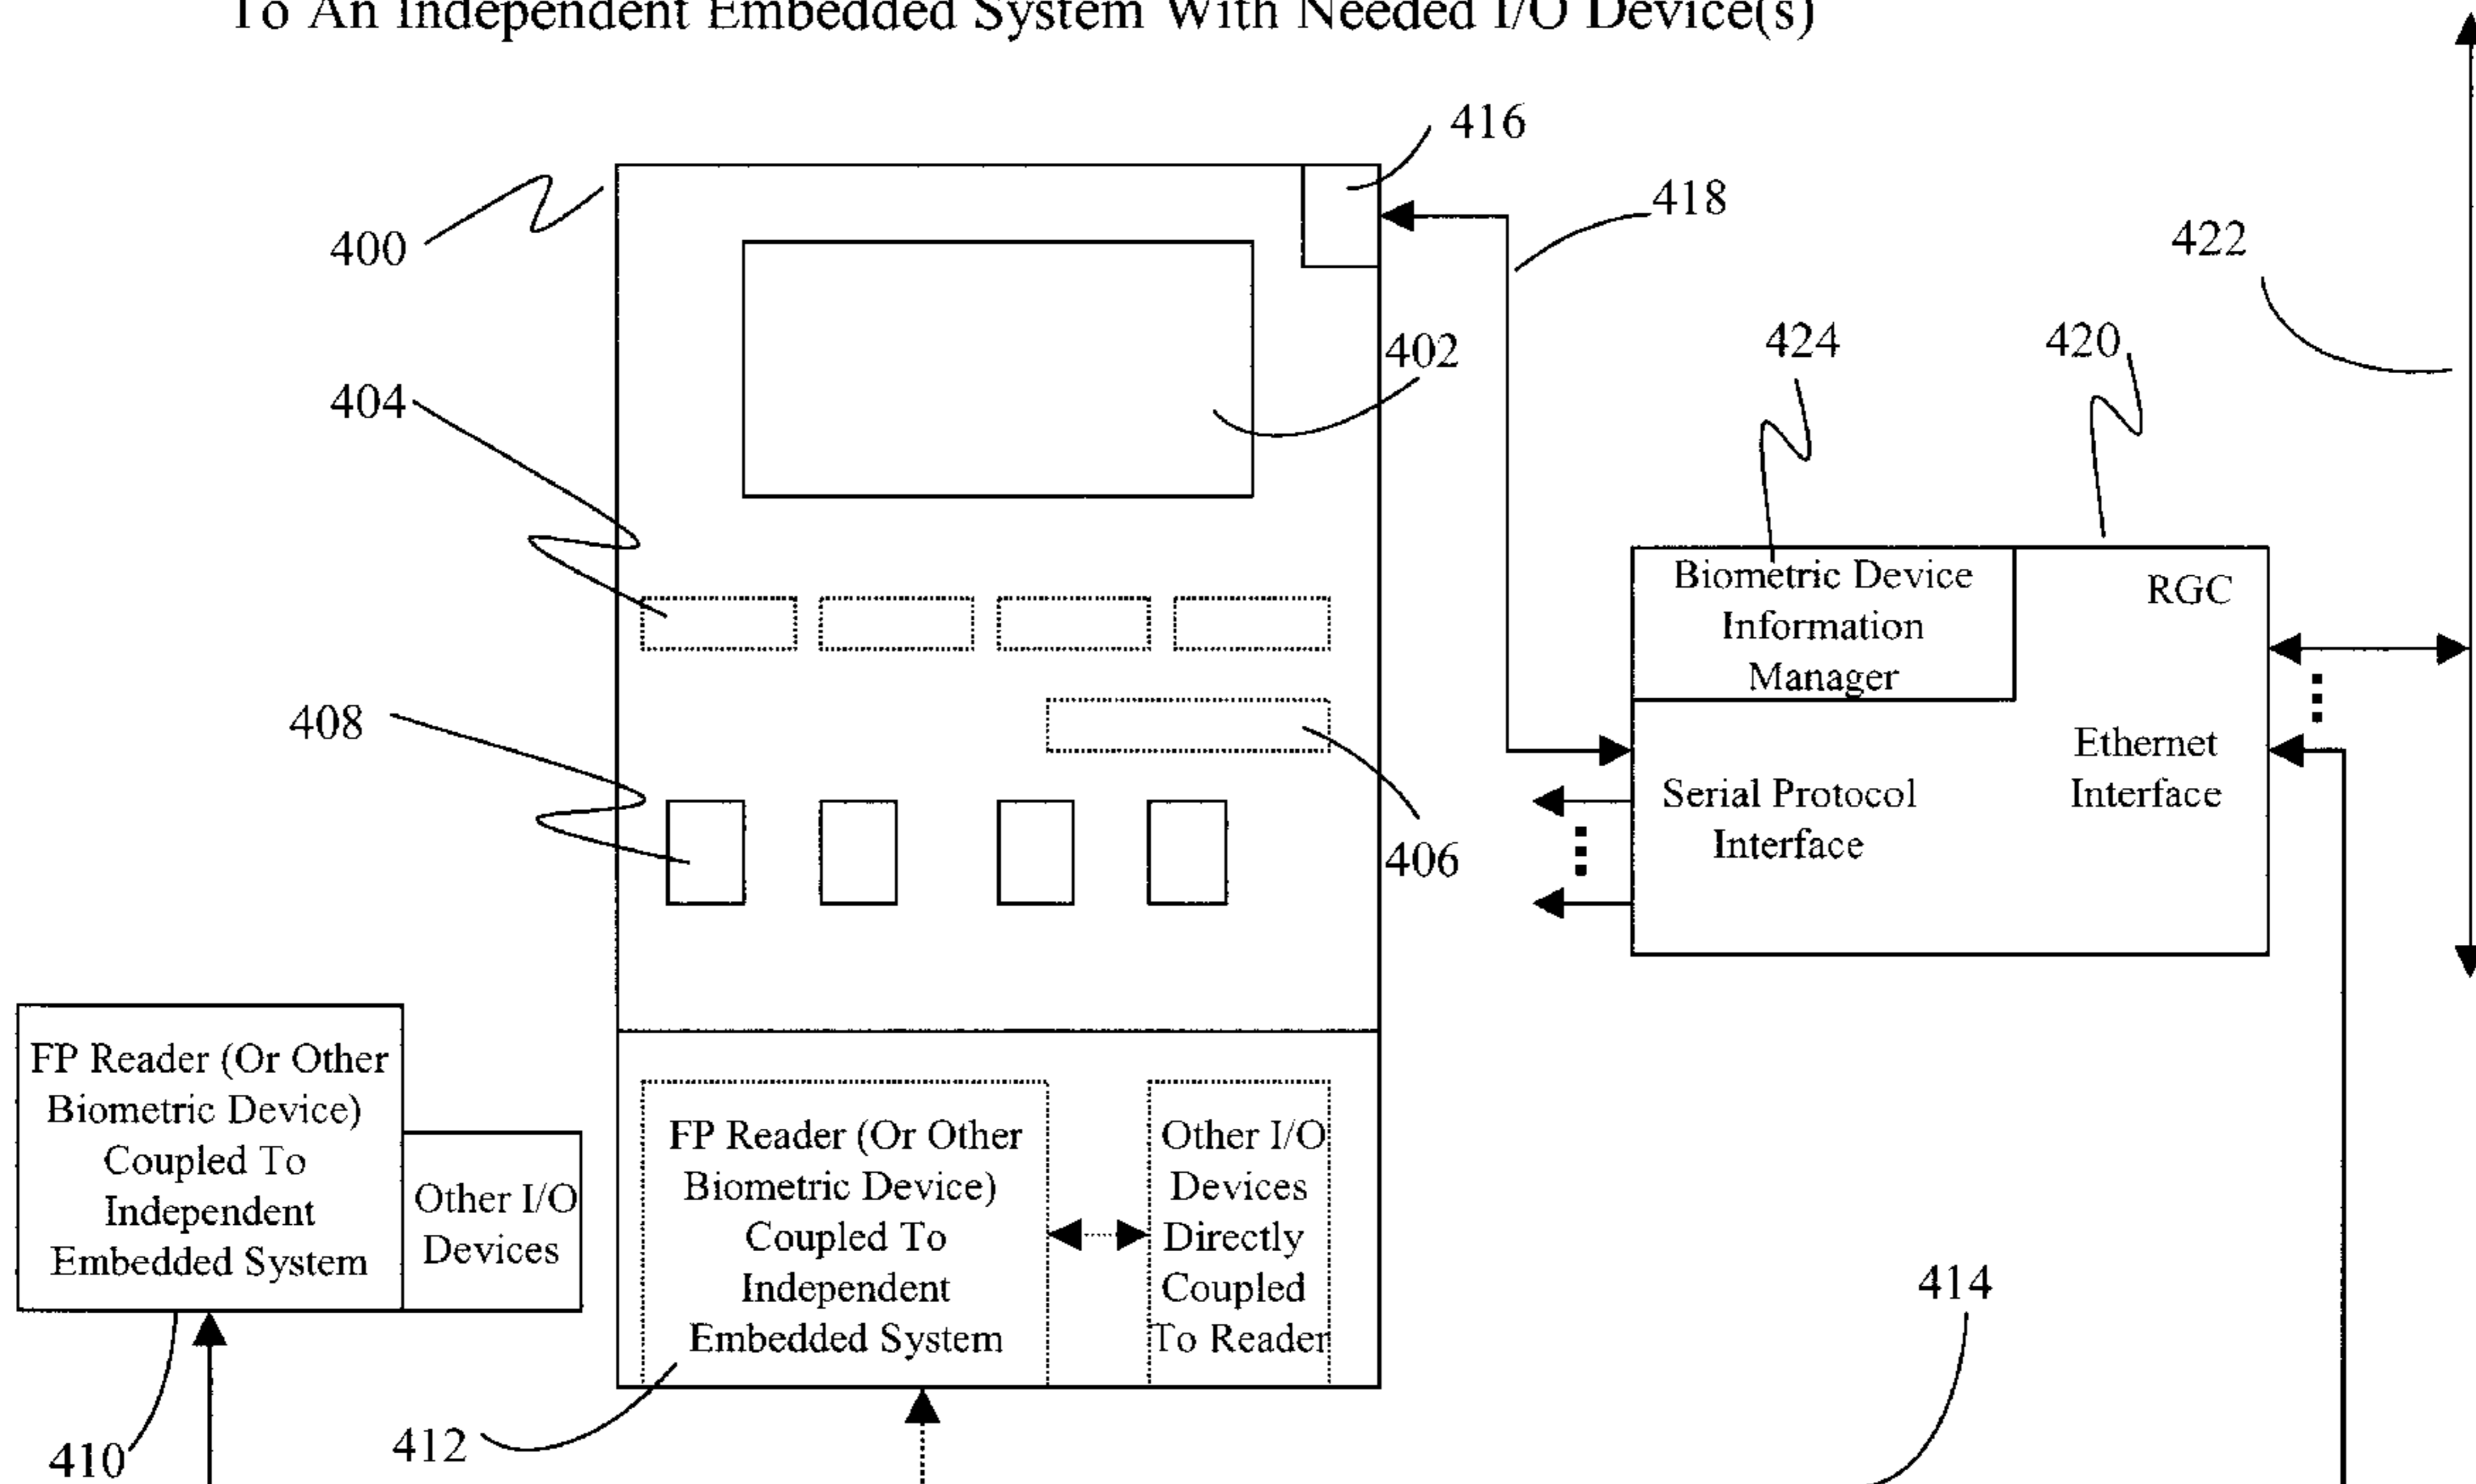 To An Independent Embedded System With Needed I/O Device(s)
416
418
400
422
402
424
420
404
Biometric Device
Information
Manager
RGC
408
Ethernet
Interface
Serial Protocol
Interface
406
FP Reader (Or Other
Biometric Device)
Coupled To
Independent
Embedded System
Other I/O
Devices
FP Reader (Or Other
Biometric Device)
Coupled To
Independent
Embedded System
Other I/O
Devices
Directly
Coupled
To Reader
414
412
410